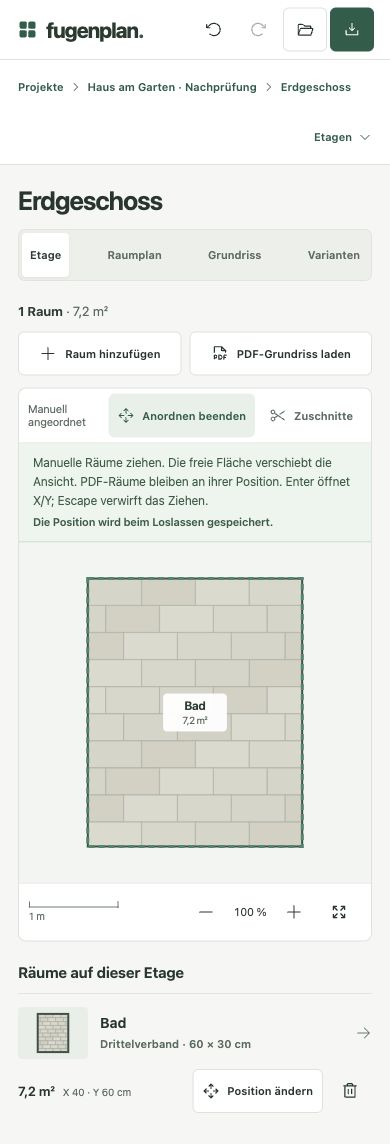 fugenplan.
Projekte > Haus am Garten · Nachprüfung > Erdgeschoss
Etagen
Erdgeschoss
Etage Raumplan Grundriss Varianten
1 Raum · 7,2 m²
Raum hinzufügen
PDF
PDF-Grundriss laden
Manuell
angeordnet
Anordnen beenden
Zuschnitte
Manuelle Räume ziehen. Die freie Fläche verschiebt die
Ansicht. PDF-Räume bleiben an ihrer Position. Enter öffnet
X/Y; Escape verwirft das Ziehen.
Die Position wird beim Loslassen gespeichert.
Bad
7,2 m²
1 m
100 %
Räume auf dieser Etage
Bad
Drittelverband · 60 × 30 cm
7,2 m² X 40 · Y 60 cm
Position ändern